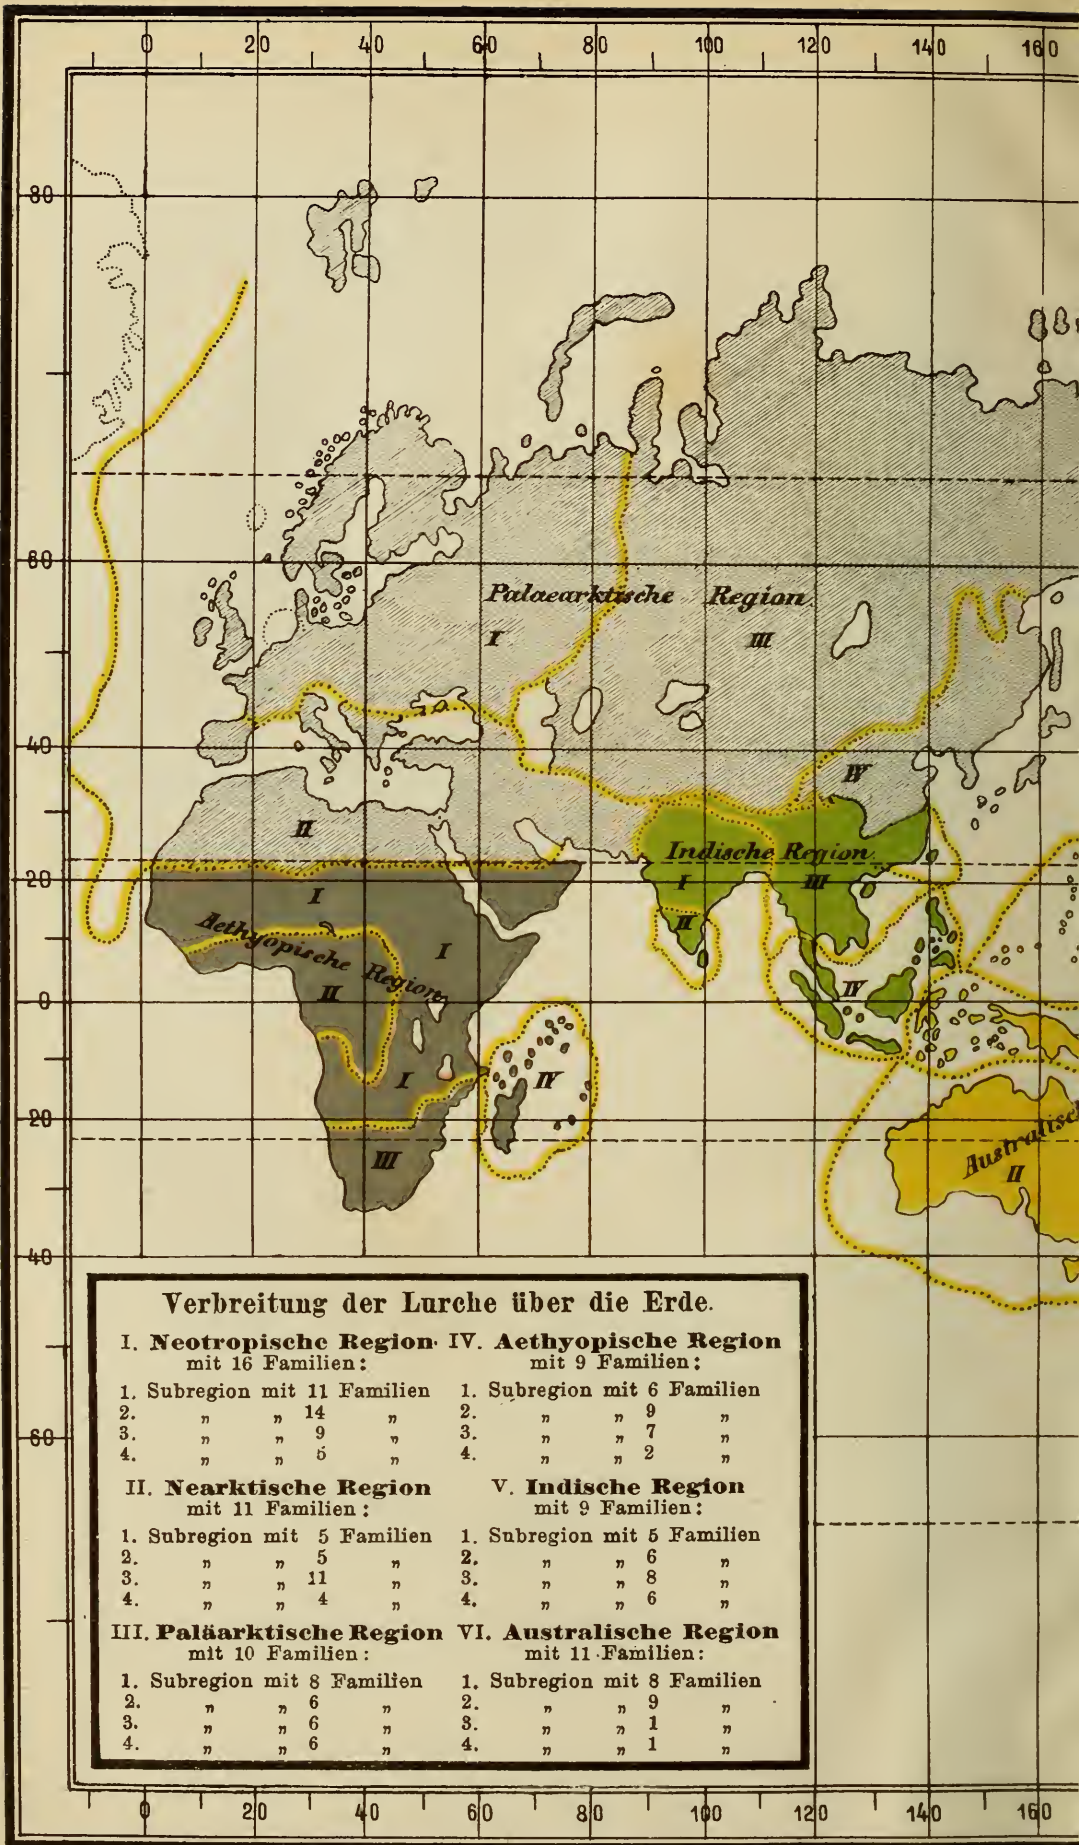 0 20 40 60 80 100 120 140 160
80
60
Palaearktische Region
I III
40
IV
II
Indische Region.
20
I III
I
II
Aethyopische Region
I
II
0
IV
I IV
20
Australisch
III
II
40
Verbreitung der Lurche über die Erde.
I. Neotropische Region
mit 16 Familien:
1. Subregion mit 11 Familien
2. „ „ 14 „
3. „ „ 9 „
4. „ „ 5 „
II. Nearktische Region
mit 11 Familien:
1. Subregion mit 5 Familien
2. „ „ 5 „
3. „ „ 11 „
4. „ „ 4 „
III. Paläarktische Region
mit 10 Familien:
1. Subregion mit 8 Familien
2. „ „ 6 „
3. „ „ 6 „
4. „ „ 6 „
IV. Aethyopische Region
mit 9 Familien:
1. Subregion mit 6 Familien
2. „ „ 9 „
3. „ „ 7 „
4. „ „ 2 „
V. Indische Region
mit 9 Familien:
1. Subregion mit 5 Familien
2. „ „ 6 „
3. „ „ 8 „
4. „ „ 6 „
VI. Australische Region
mit 11 Familien:
1. Subregion mit 8 Familien
2. „ „ 9 „
3. „ „ 1 „
4. „ „ 1 „
60
0 20 40 60 80 100 120 140 160